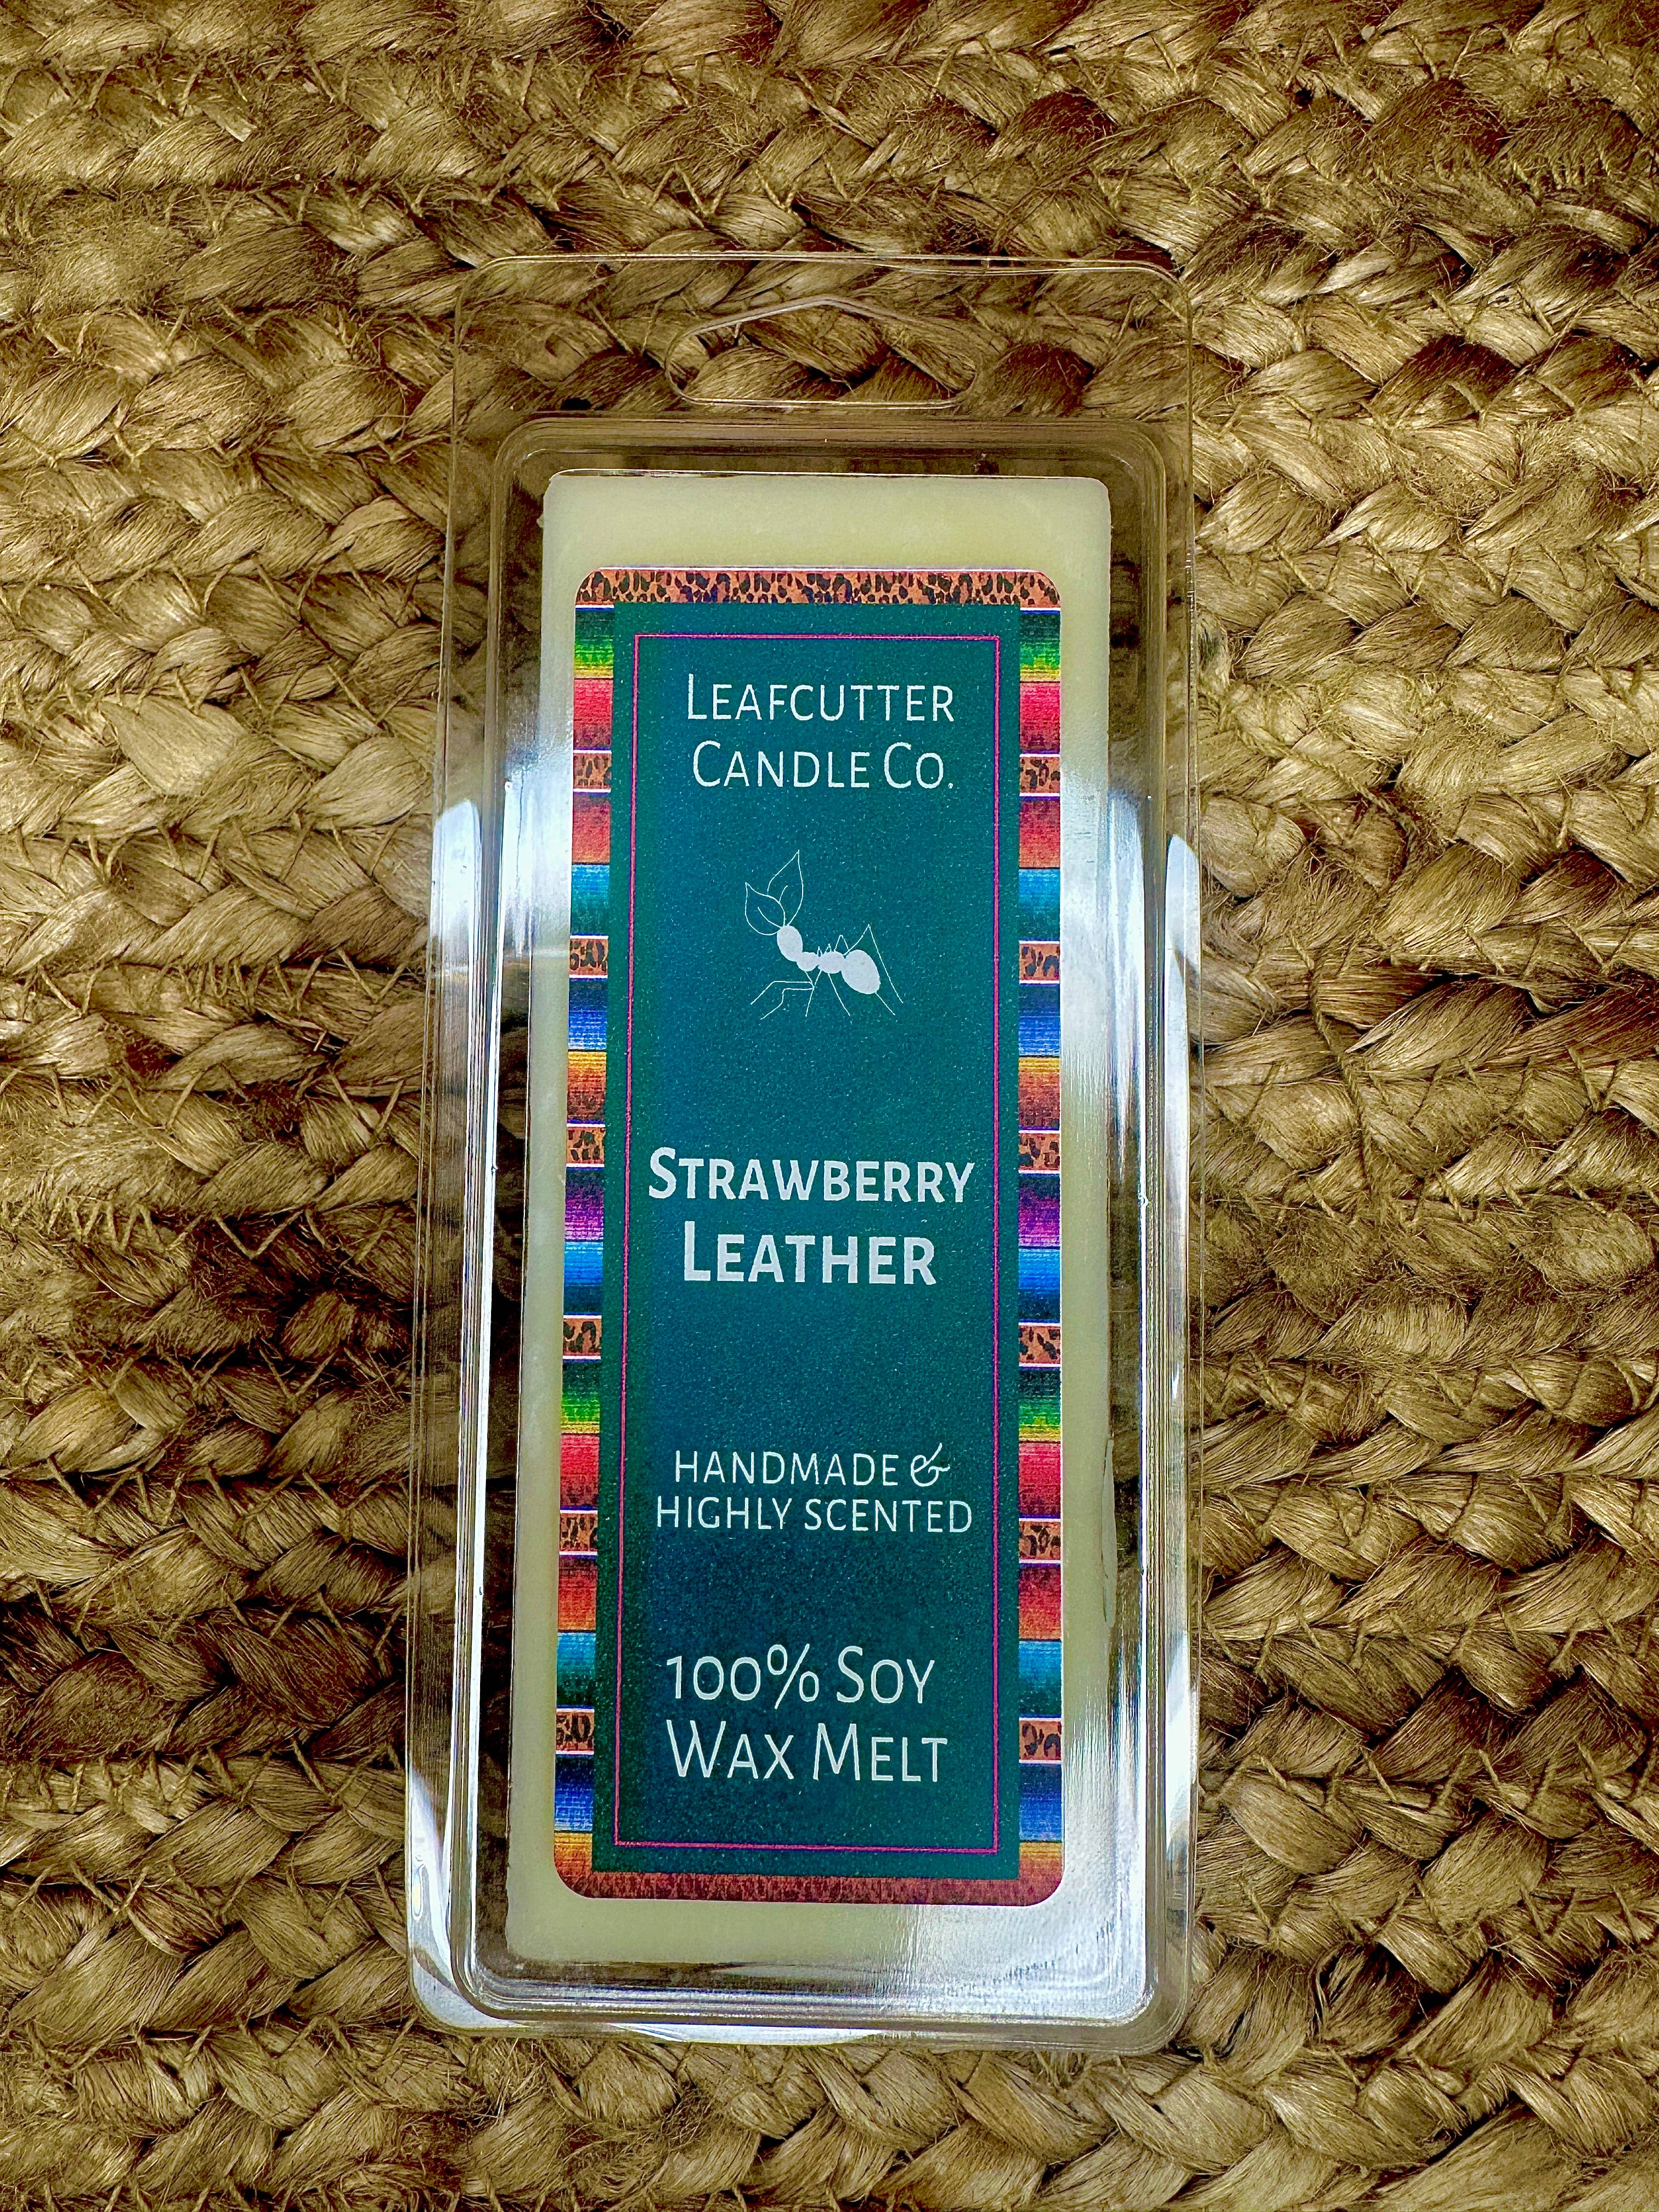 LEAFCUTTER
CANDLE CO.
STRAWBERRY
LEATHER
HANDMADE &
HIGHLY SCENTED
100% SOY
WAX MELT